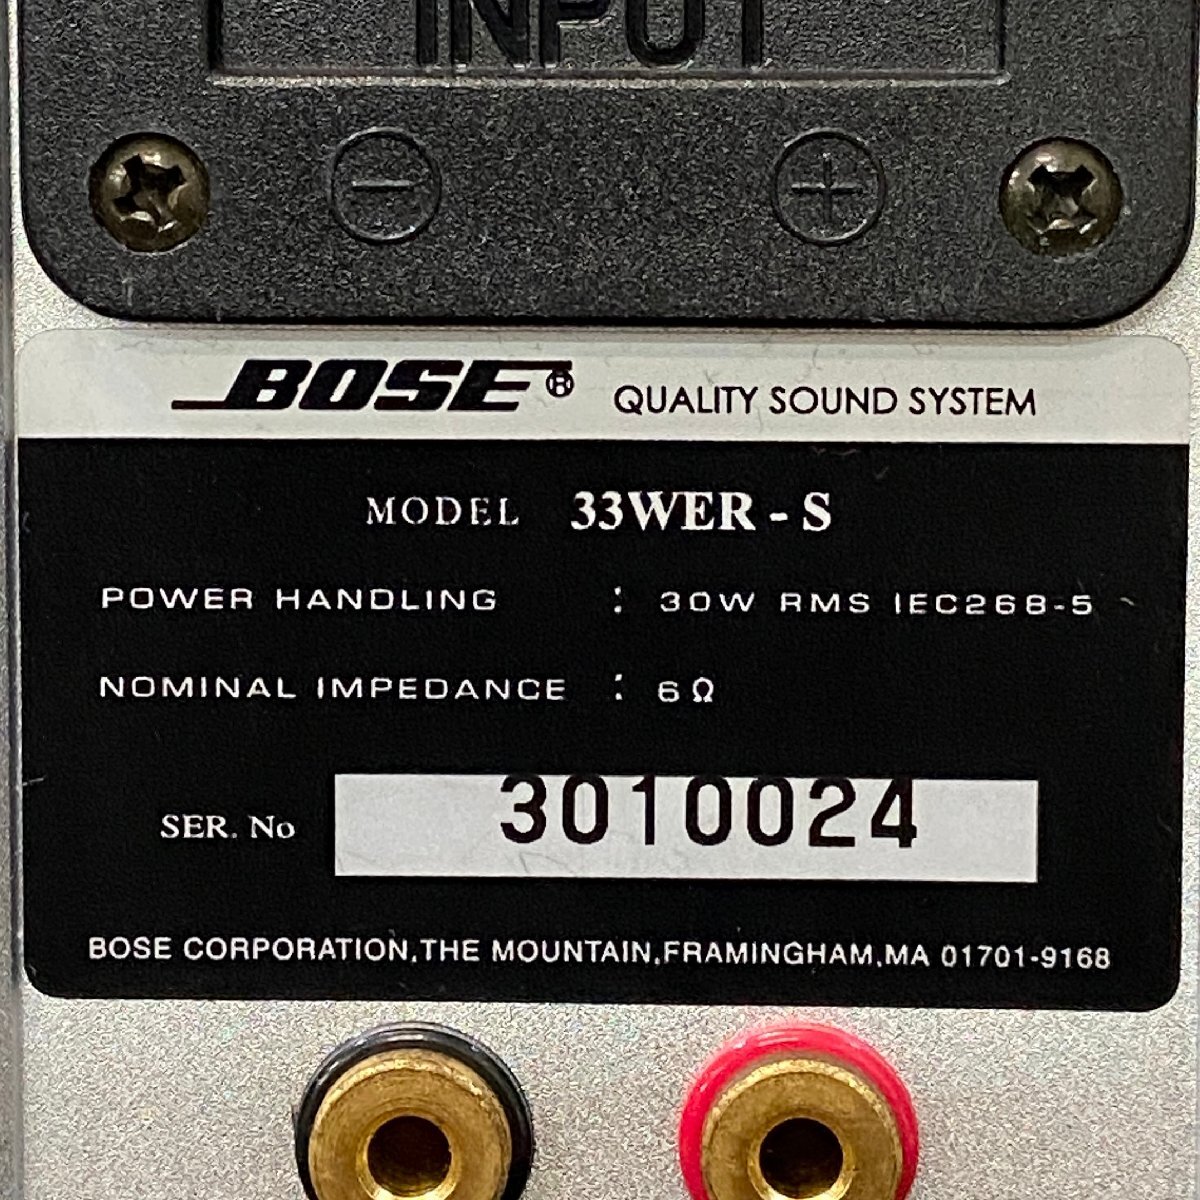 INPUT
BOSE® QUALITY SOUND SYSTEM
MODEL 33WER - S
POWER HANDLING : 30W RMS IEC268-5
NOMINAL IMPEDANCE : 6Ω
SER. No 3010024
BOSE CORPORATION,THE MOUNTAIN,FRAMINGHAM,MA 01701-9168